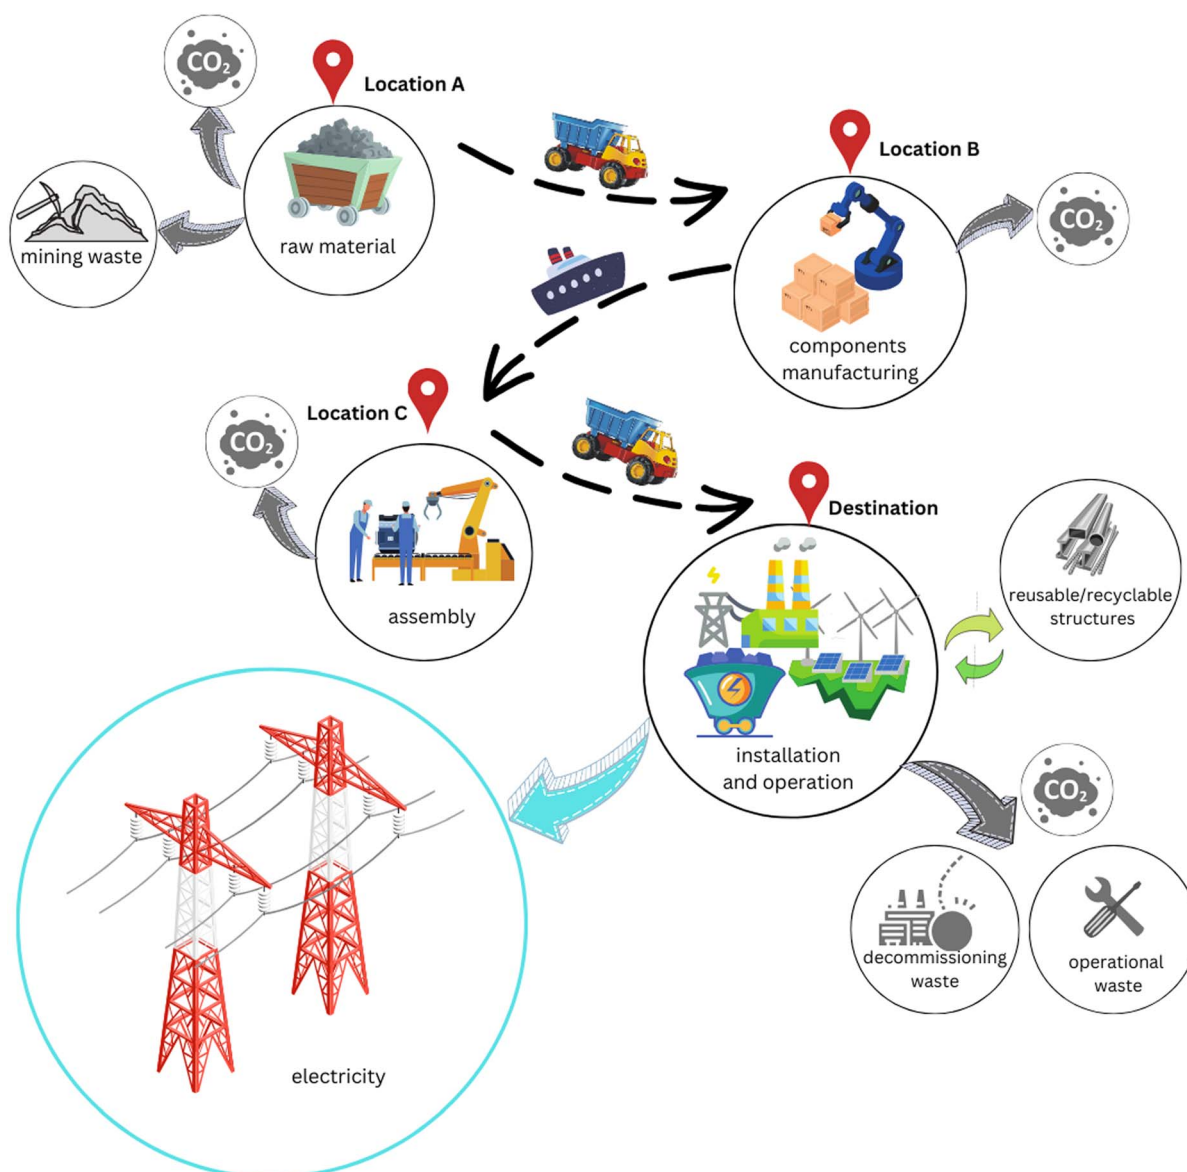 CO₂
Location A
raw material
mining waste
Location B
CO₂
components
manufacturing
Location C
CO₂
assembly
Destination
installation
and operation
reusable/recyclable
structures
CO₂
decommissioning
waste
operational
waste
electricity